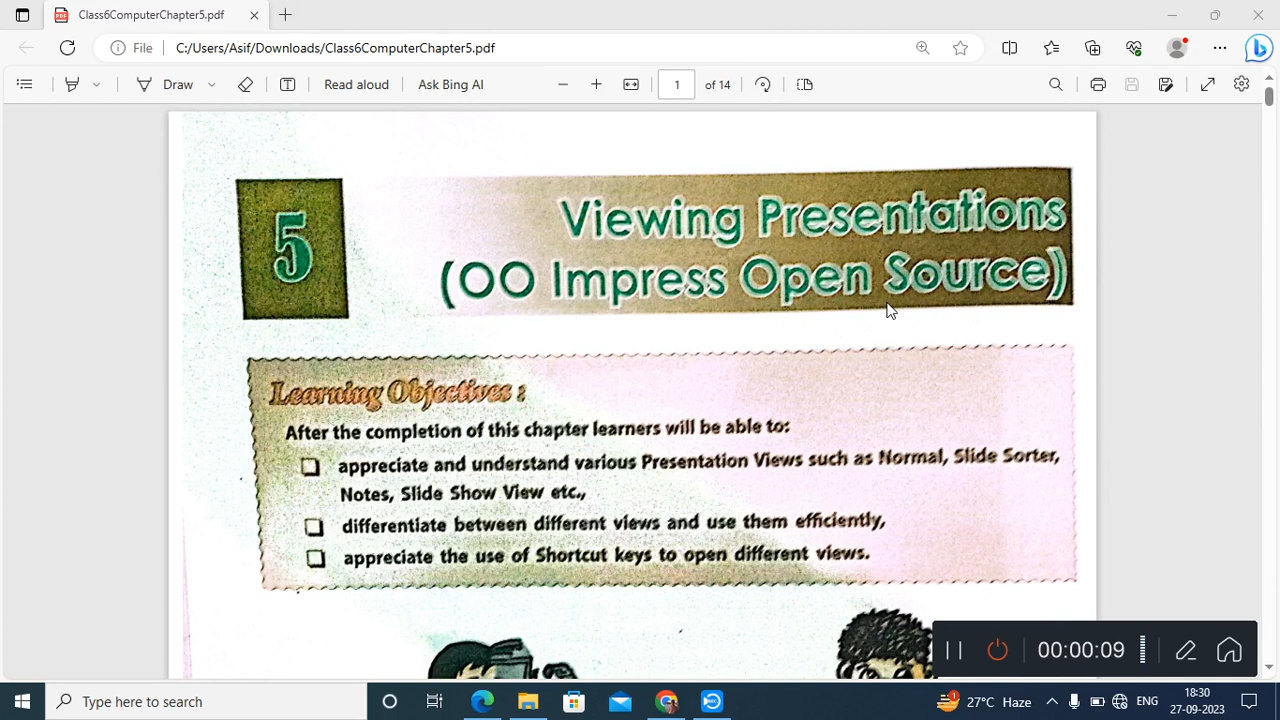 Class6ComputerChapter5.pdf
File
C:/Users/Asif/Downloads/Class6ComputerChapter5.pdf
Draw
Read aloud
Ask Bing AI
1 of 14
5
Viewing Presentations
(OO Impress Open Source)
Learning Objectives :
After the completion of this chapter learners will be able to:
appreciate and understand various Presentation Views such as Normal, Slide Sorter,
Notes, Slide Show View etc.,
differentiate between different views and use them efficiently,
appreciate the use of Shortcut keys to open different views.
00:00:09
Type here to search
1
27°C Haze
ENG
18:30
27-09-2023